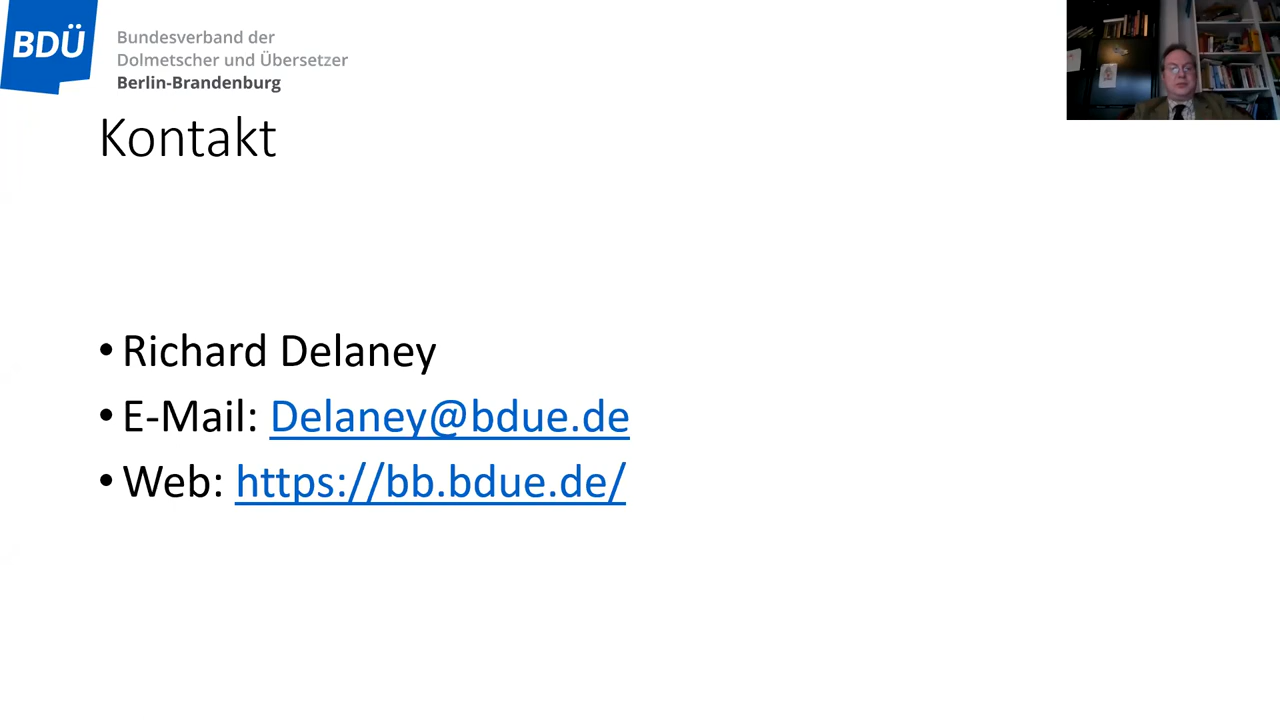 BDÜ
Bundesverband der
Dolmetscher und Übersetzer
Berlin-Brandenburg
Kontakt
• Richard Delaney
• E-Mail: Delaney@bdue.de
• Web: https://bb.bdue.de/